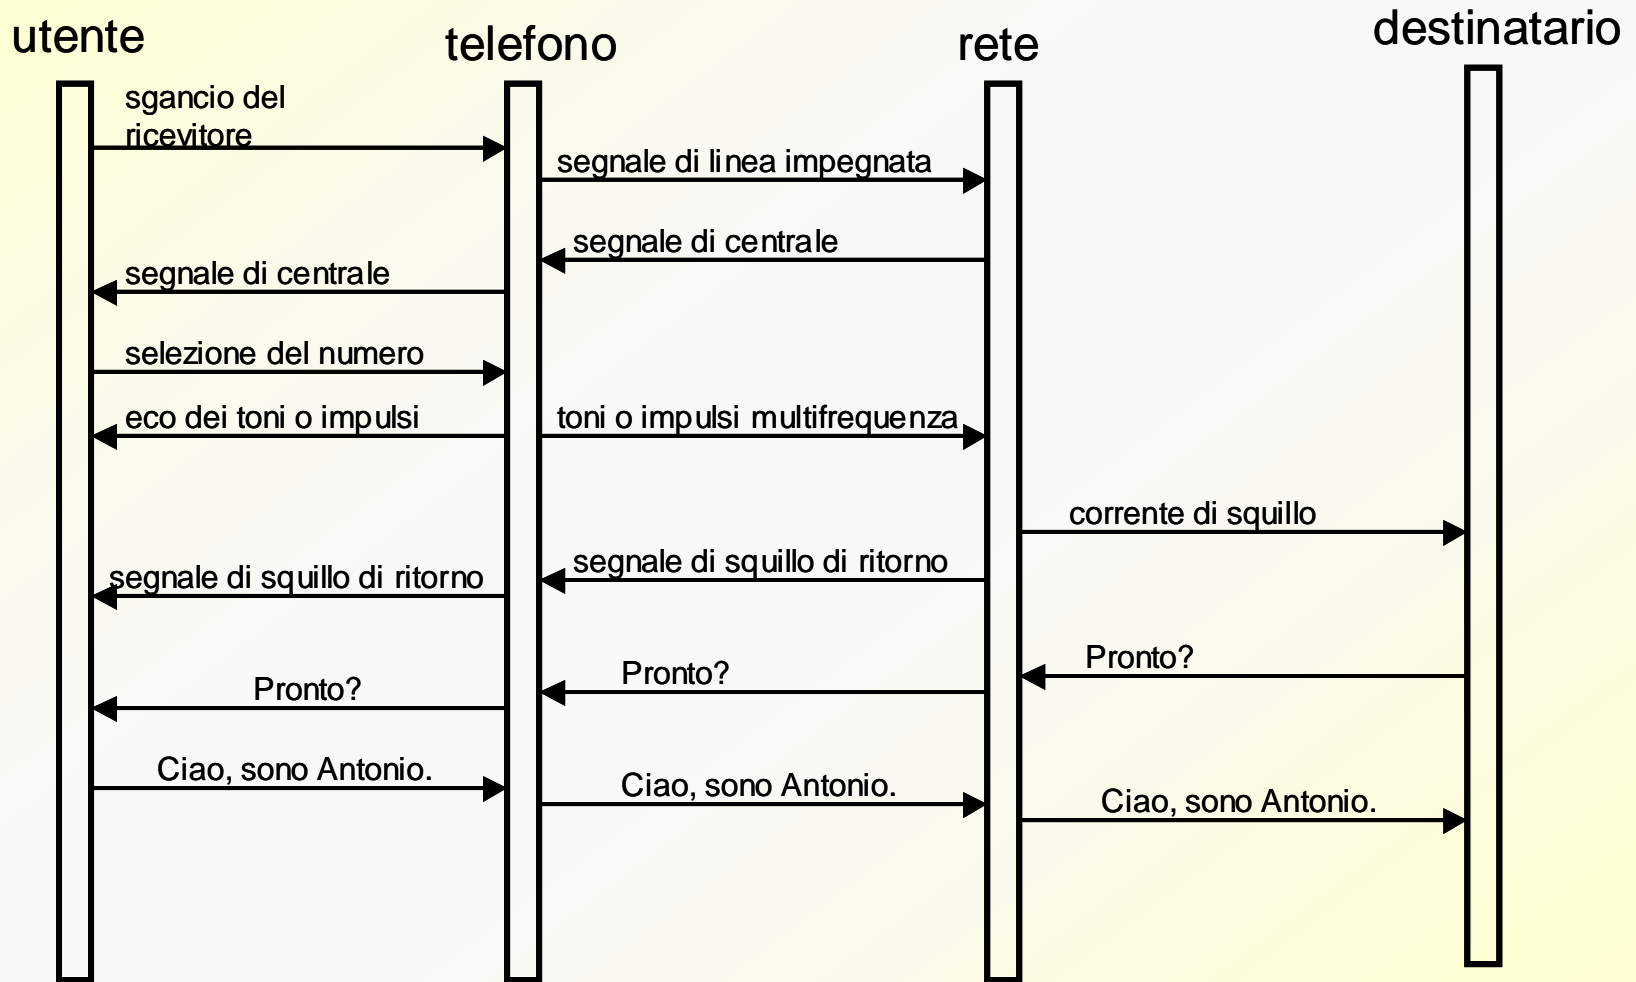 utente
telefono
rete
destinatario
sgancio del
ricevitore
segnale di linea impegnata
segnale di centrale
segnale di centrale
selezione del numero
eco dei toni o impulsi
toni o impulsi multifrequenza
corrente di squillo
segnale di squillo di ritorno
segnale di squillo di ritorno
Pronto?
Pronto?
Pronto?
Ciao, sono Antonio.
Ciao, sono Antonio.
Ciao, sono Antonio.